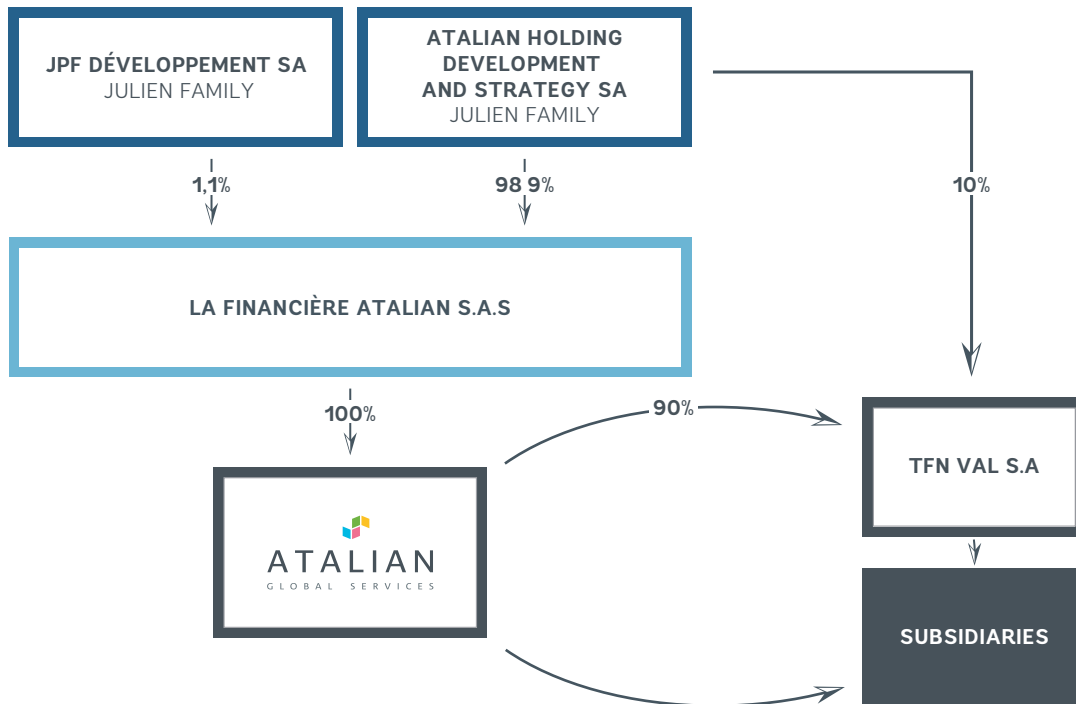 JPF DÉVELOPPEMENT SA
JULIEN FAMILY
ATALIAN HOLDING
DEVELOPMENT
AND STRATEGY SA
JULIEN FAMILY
1,1%
98 9%
10%
LA FINANCIÈRE ATALIAN S.A.S
100%
90%
TFN VAL S.A
ATALIAN
GLOBAL SERVICES
SUBSIDIARIES